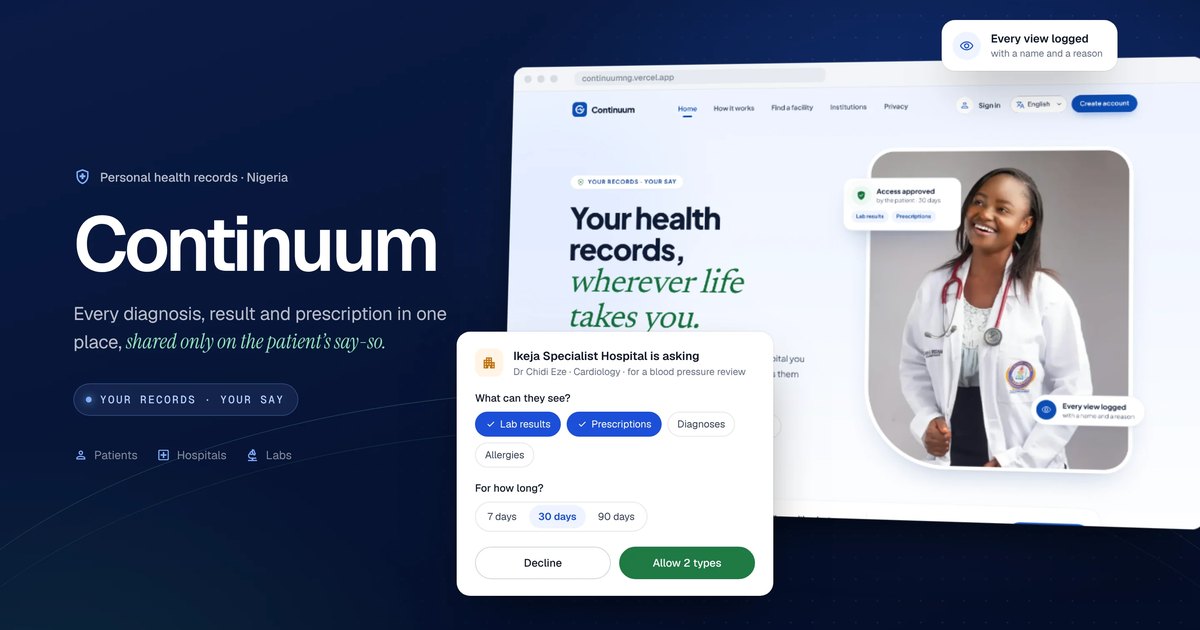 Every view logged
with a name and a reason
continuumng.vercel.app
Continuum
Home
How it works
Find a facility
Institutions
Privacy
Sign in
English
Create account
Personal health records · Nigeria
Continuum
Every diagnosis, result and prescription in one
place, shared only on the patient's say-so.
YOUR RECORDS · YOUR SAY
Patients
Hospitals
Labs
YOUR RECORDS · YOUR SAY
Your health
records,
wherever life
takes you.
Access approved
by the patient · 30 days
Lab results
Prescriptions
Every view logged
with a name and a reason
Ikeja Specialist Hospital is asking
Dr Chidi Eze · Cardiology · for a blood pressure review
What can they see?
Lab results
Prescriptions
Diagnoses
Allergies
For how long?
7 days
30 days
90 days
Decline
Allow 2 types